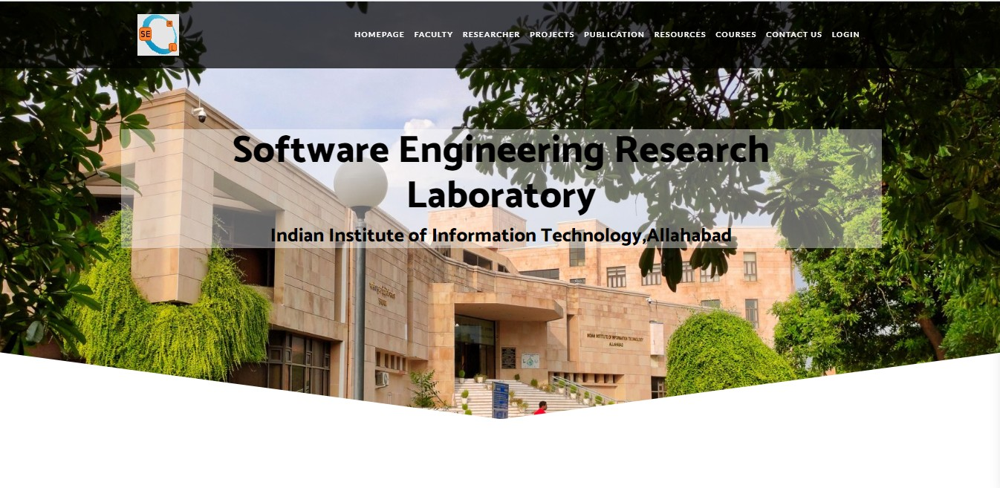 SE
R
L
HOMEPAGE FACULTY RESEARCHER PROJECTS PUBLICATION RESOURCES COURSES CONTACT US LOGIN
Software Engineering Research
Laboratory
Indian Institute of Information Technology,Allahabad
INDIAN INSTITUTE OF INFORMATION TECHNOLOGY
ALLAHABAD